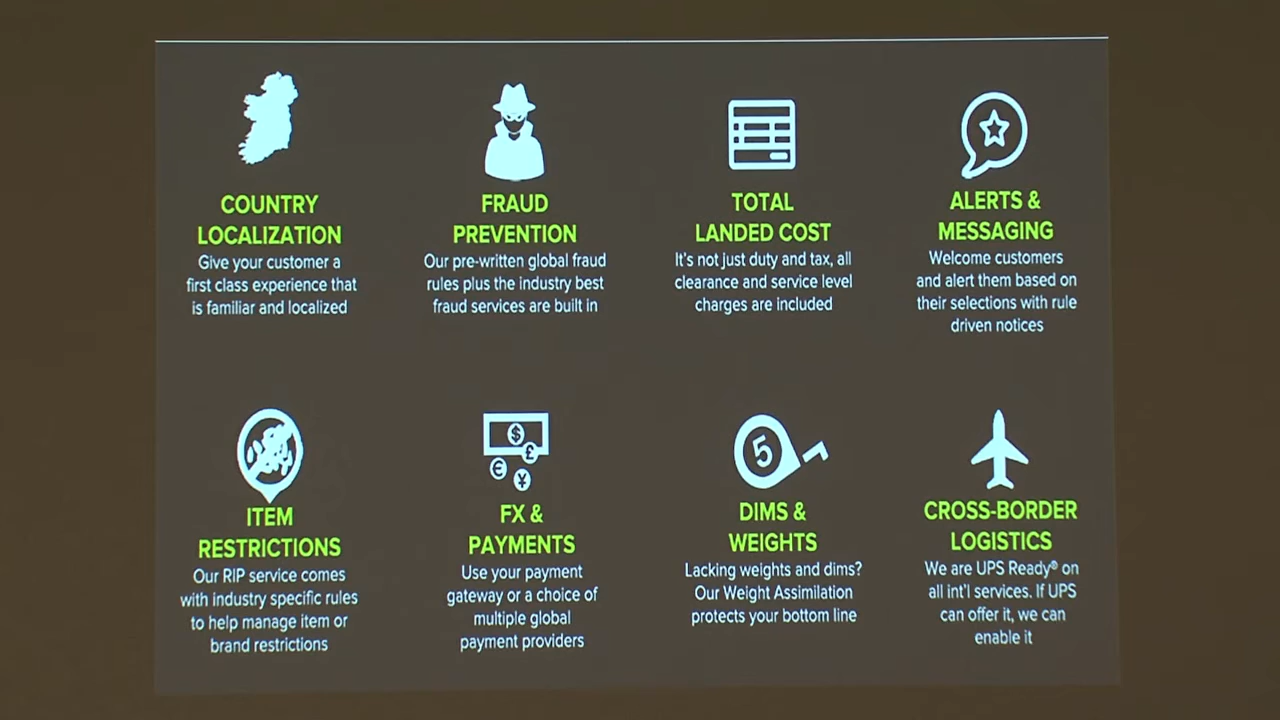 COUNTRY
LOCALIZATION
Give your customer a
first class experience that
is familiar and localized
FRAUD
PREVENTION
Our pre-written global fraud
rules plus the industry best
fraud services are built in
TOTAL
LANDED COST
It's not just duty and tax, all
clearance and service level
charges are included
ALERTS &
MESSAGING
Welcome customers
and alert them based on
their selections with rule
driven notices
ITEM
RESTRICTIONS
Our RIP service comes
with industry specific rules
to help manage item or
brand restrictions
$
£
€
¥
FX &
PAYMENTS
Use your payment
gateway or a choice of
multiple global
payment providers
5
DIMS &
WEIGHTS
Lacking weights and dims?
Our Weight Assimilation
protects your bottom line
CROSS-BORDER
LOGISTICS
We are UPS Ready® on
all int'l services. If UPS
can offer it, we can
enable it